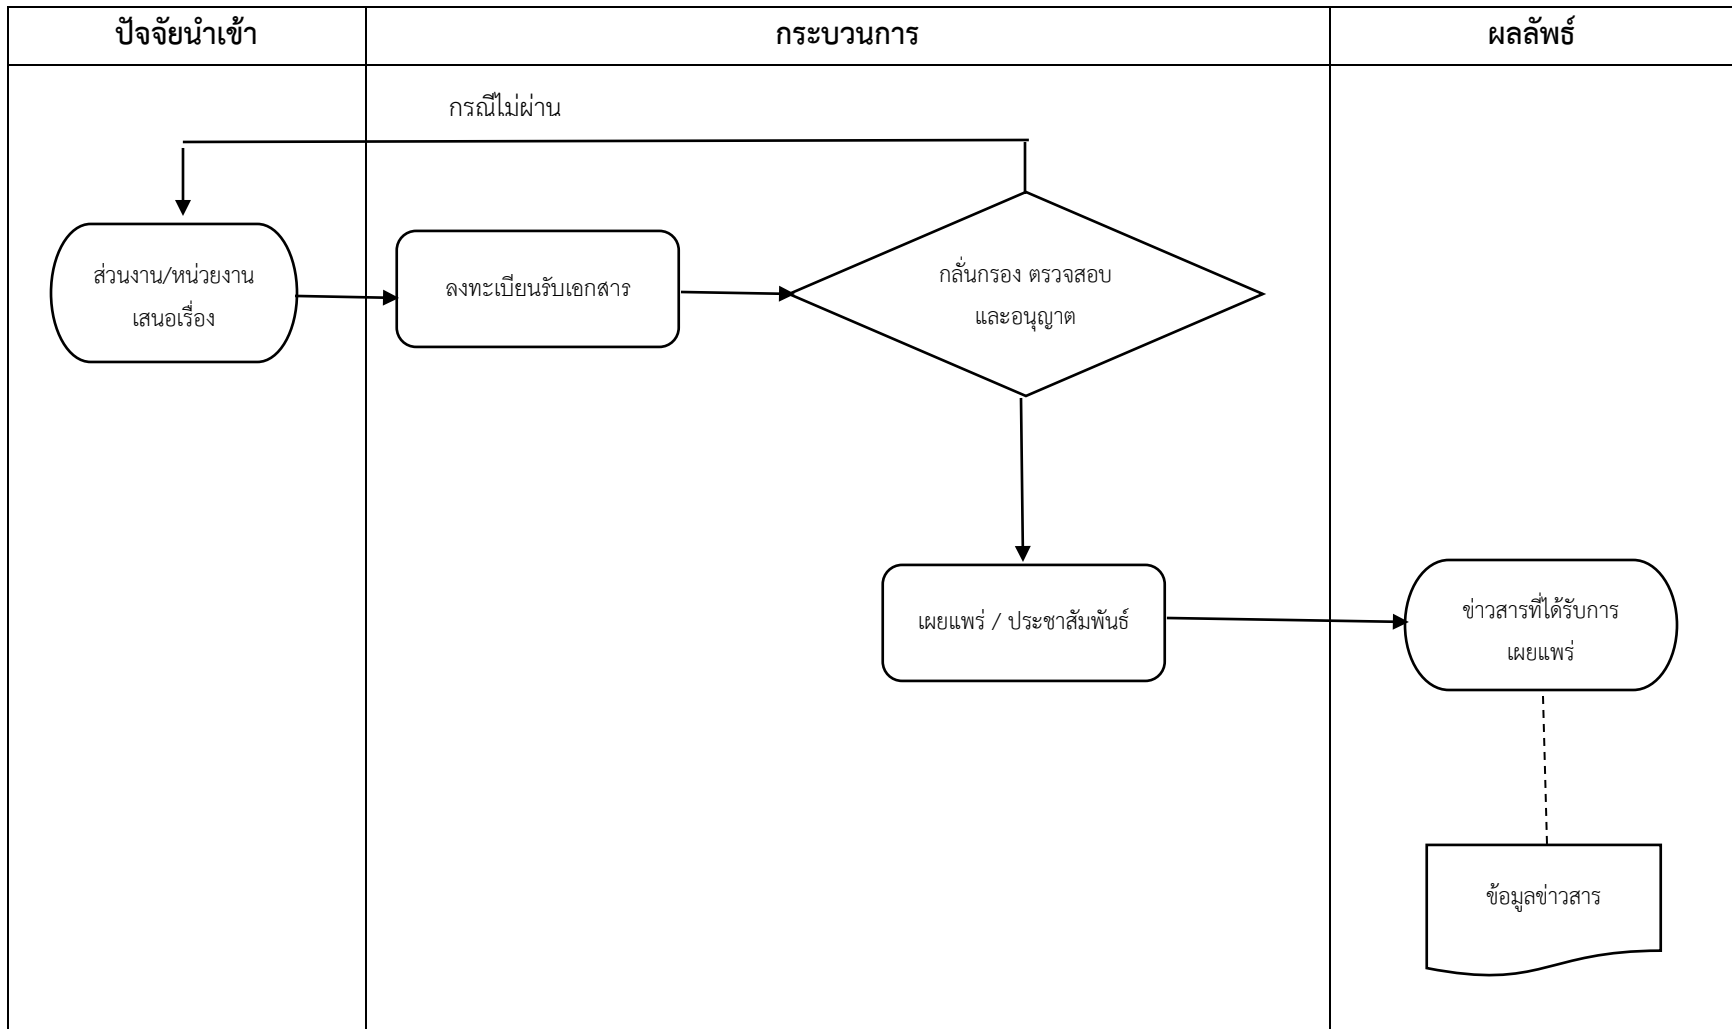 ปัจจัยนำเข้า
กระบวนการ
ผลลัพธ์
กรณีไม่ผ่าน
ส่วนงาน/หน่วยงาน
เสนอเรื่อง
ลงทะเบียนรับเอกสาร
กลั่นกรอง ตรวจสอบ
และอนุญาต
เผยแพร่ / ประชาสัมพันธ์
ข่าวสารที่ได้รับการ
เผยแพร่
ข้อมูลข่าวสาร